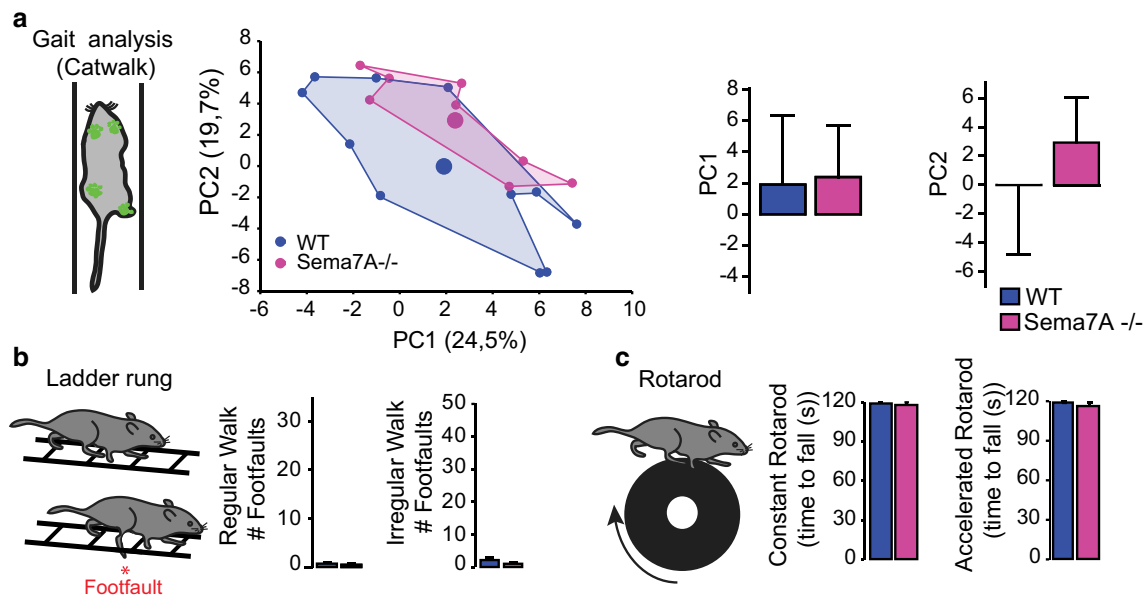 a
Gait analysis
(Catwalk)
PC2 (19,7%)
8
6
4
2
0
-2
-4
-6
-8
WT
Sema7A-/-
-6 -4 -2 0 2 4 6 8 10
PC1 (24,5%)
PC1
8
6
4
2
0
-2
-4
PC2
6
4
2
0
-2
-4
-6
WT
Sema7A -/-
b
Ladder rung
*
Footfault
Regular Walk
# Footfaults
30
20
10
0
Irregular Walk
# Footfaults
50
40
30
20
10
0
c
Rotarod
Constant Rotarod
(time to fall (s))
120
90
60
30
0
Accelerated Rotarod
(time to fall (s))
120
90
60
30
0